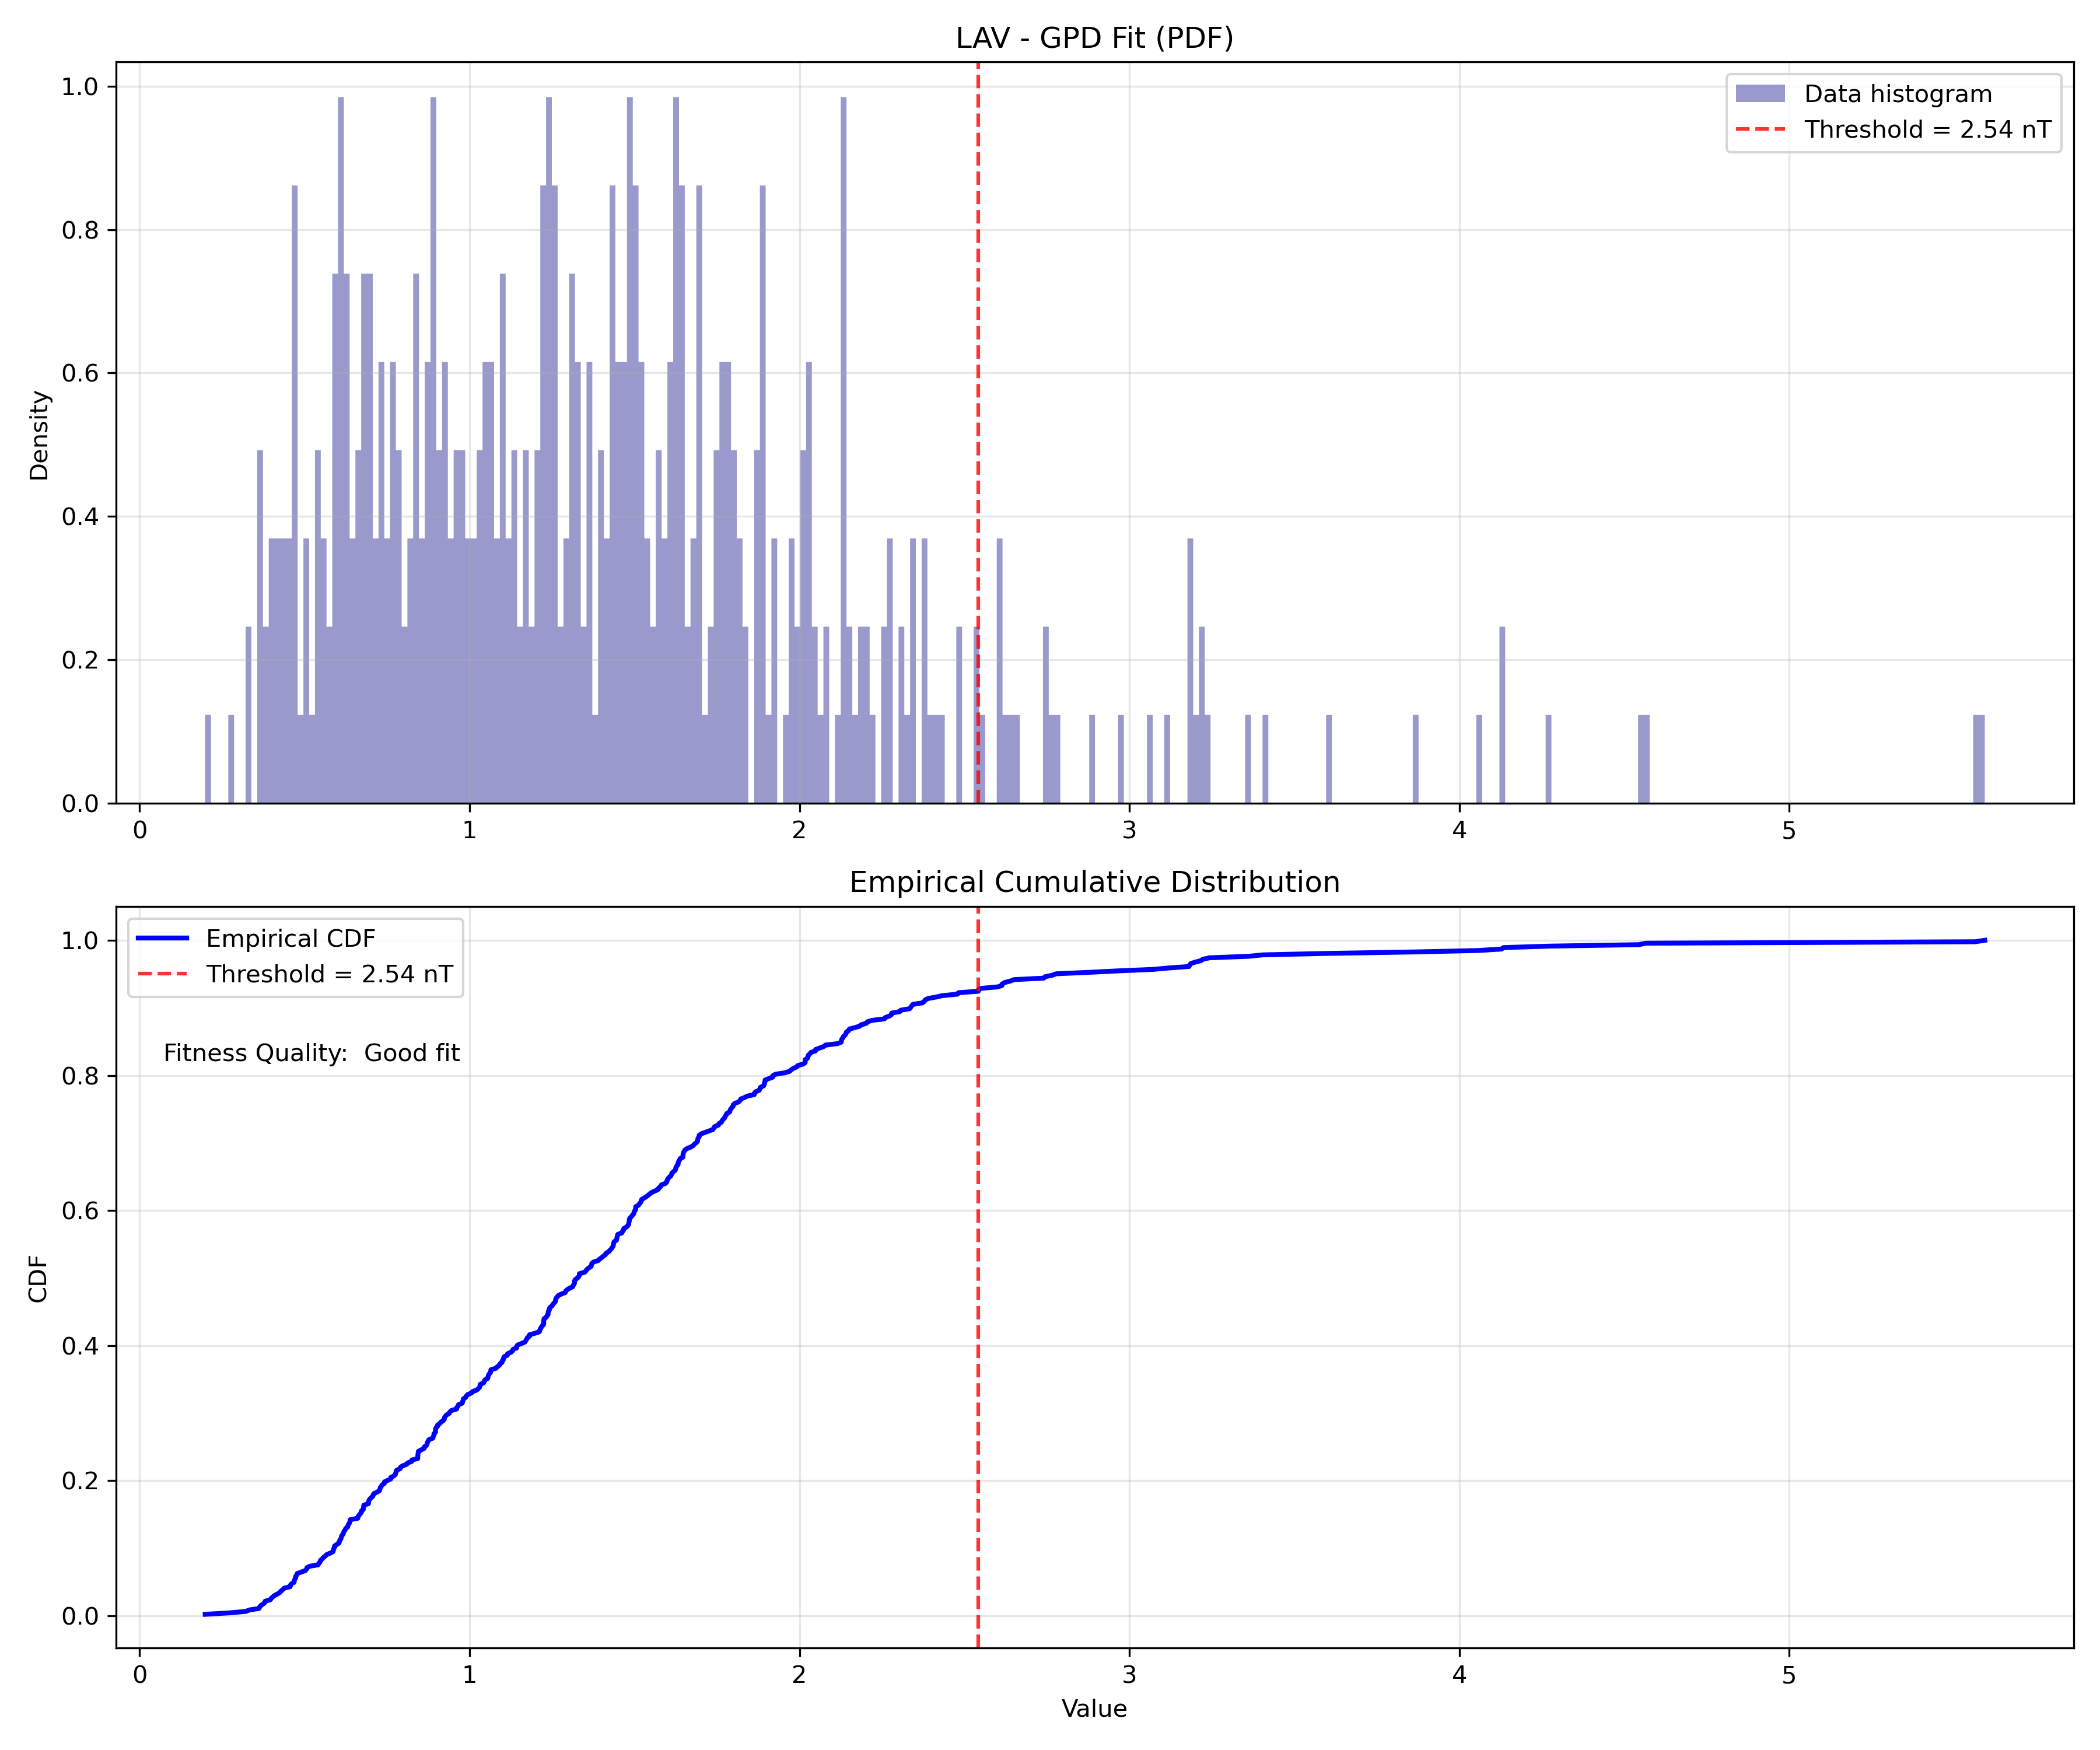 LAV - GPD Fit (PDF)
Data histogram
Threshold = 2.54 nT
Density
1.0
0.8
0.6
0.4
0.2
0.0
0 1 2 3 4 5
Empirical Cumulative Distribution
Empirical CDF
Threshold = 2.54 nT
Fitness Quality:  Good fit
CDF
1.0
0.8
0.6
0.4
0.2
0.0
0 1 2 3 4 5
Value